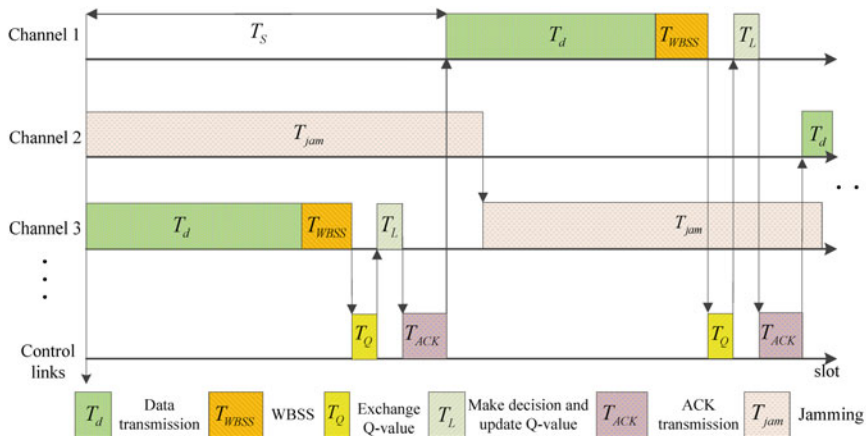 Channel 1
T_S
T_d
T_WBSS
T_L
Channel 2
T_jam
T_d
Channel 3
T_d
T_WBSS
T_L
T_jam
Control links
T_Q
T_ACK
T_Q
T_ACK
slot
T_d Data transmission
T_WBSS WBSS
T_Q Exchange Q-value
T_L Make decision and update Q-value
T_ACK ACK transmission
T_jam Jamming